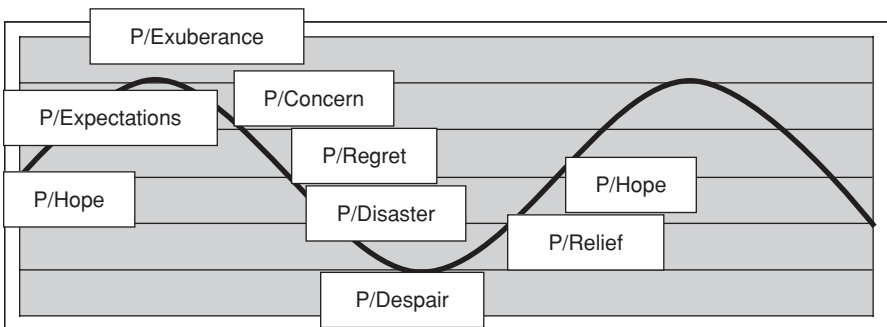 P/Exuberance
P/Concern
P/Expectations
P/Regret
P/Hope
P/Hope
P/Disaster
P/Relief
P/Despair